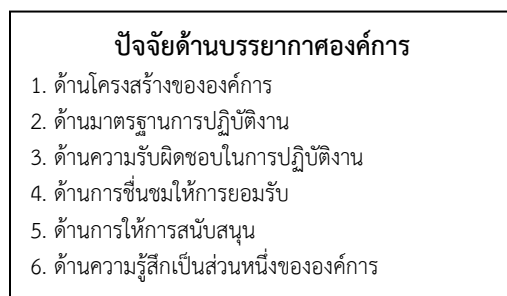 ปัจจัยด้านบรรยากาศองค์การ
1. ด้านโครงสร้างขององค์การ
2. ด้านมาตรฐานการปฏิบัติงาน
3. ด้านความรับผิดชอบในการปฏิบัติงาน
4. ด้านการชื่นชมให้การยอมรับ
5. ด้านการให้การสนับสนุน
6. ด้านความรู้สึกเป็นส่วนหนึ่งขององค์การ